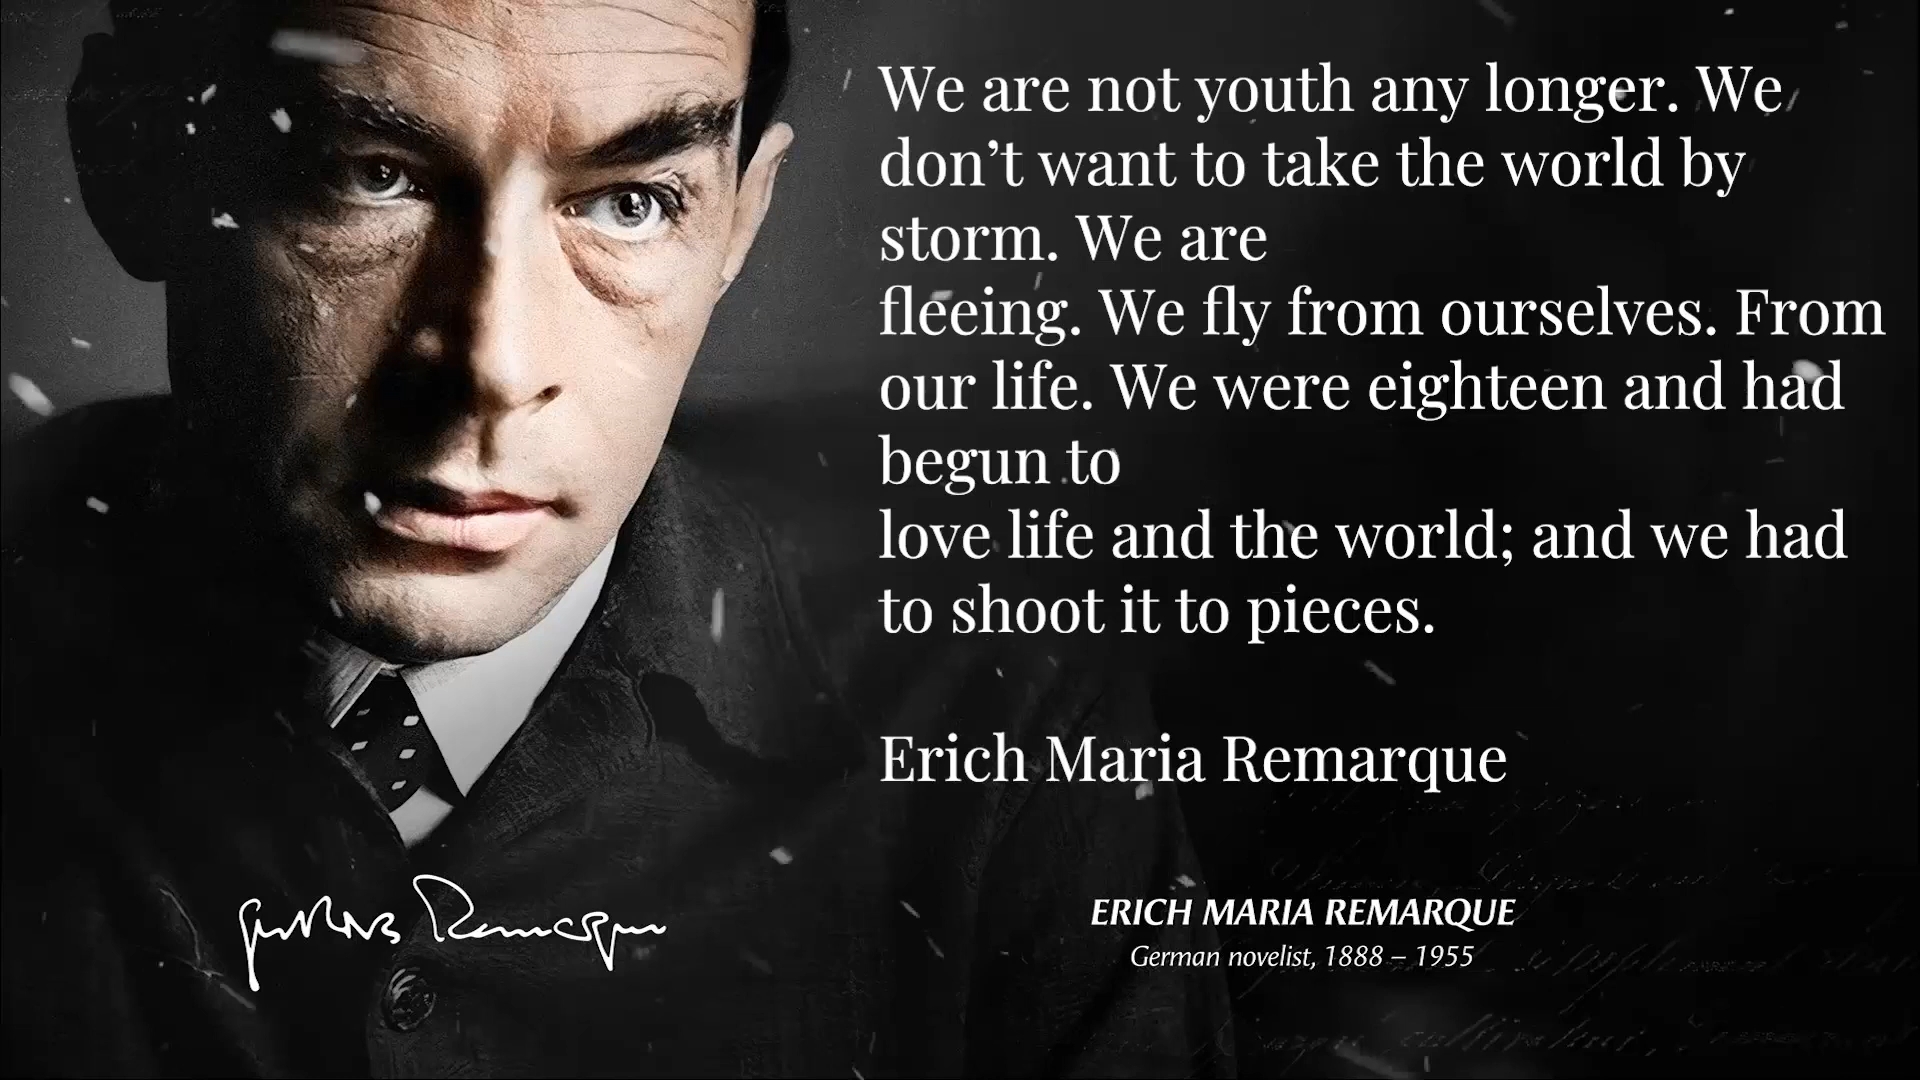 We are not youth any longer. We
don’t want to take the world by
storm. We are
fleeing. We fly from ourselves. From
our life. We were eighteen and had
begun to
love life and the world; and we had
to shoot it to pieces.
Erich Maria Remarque
Remarque
ERICH MARIA REMARQUE
German novelist, 1888 – 1955